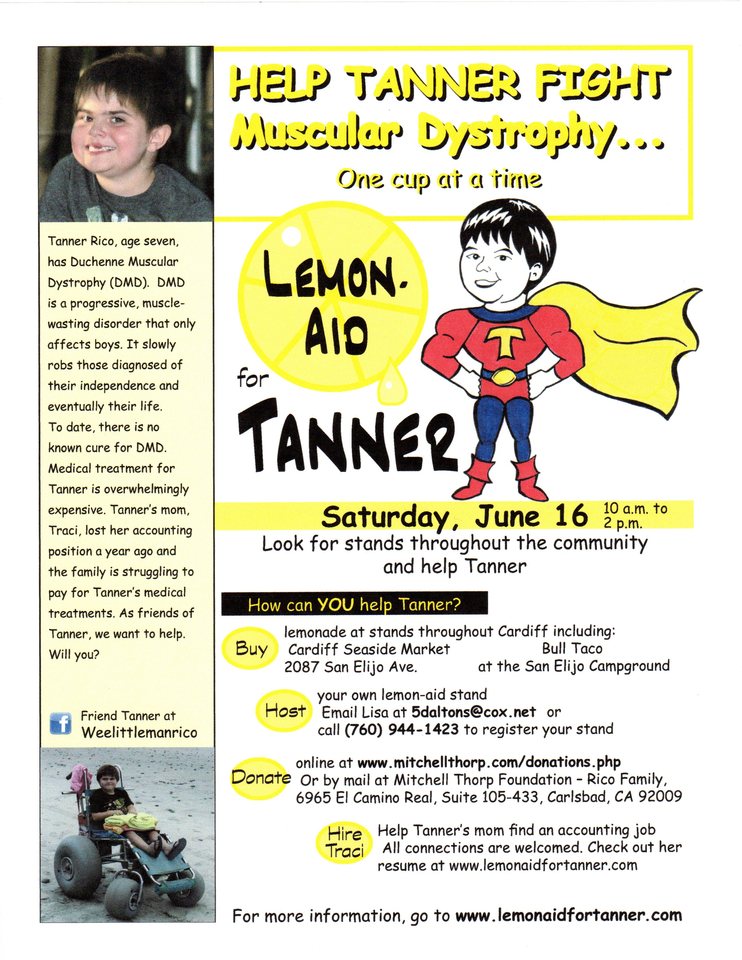 HELP TANNER FIGHT
Muscular Dystrophy...
One cup at a time
LEMON-
AID
for
TANNER
T
Saturday, June 16 10 a.m. to
2 p.m.
Look for stands throughout the community
and help Tanner
Tanner Rico, age seven,
has Duchenne Muscular
Dystrophy (DMD). DMD
is a progressive, muscle-
wasting disorder that only
affects boys. It slowly
robs those diagnosed of
their independence and
eventually their life.
To date, there is no
known cure for DMD.
Medical treatment for
Tanner is overwhelmingly
expensive. Tanner's mom,
Traci, lost her accounting
position a year ago and
the family is struggling to
pay for Tanner's medical
treatments. As friends of
Tanner, we want to help.
Will you?
f
Friend Tanner at
Weelittlemanrico
How can YOU help Tanner?
Buy
lemonade at stands throughout Cardiff including:
Cardiff Seaside Market Bull Taco
2087 San Elijo Ave. at the San Elijo Campground
Host
your own lemon-aid stand
Email Lisa at 5daltons@cox.net or
call (760) 944-1423 to register your stand
Donate
online at www.mitchellthorp.com/donations.php
Or by mail at Mitchell Thorp Foundation – Rico Family,
6965 El Camino Real, Suite 105-433, Carlsbad, CA 92009
Hire
Traci
Help Tanner's mom find an accounting job
All connections are welcomed. Check out her
resume at www.lemonaidfortanner.com
For more information, go to www.lemonaidfortanner.com